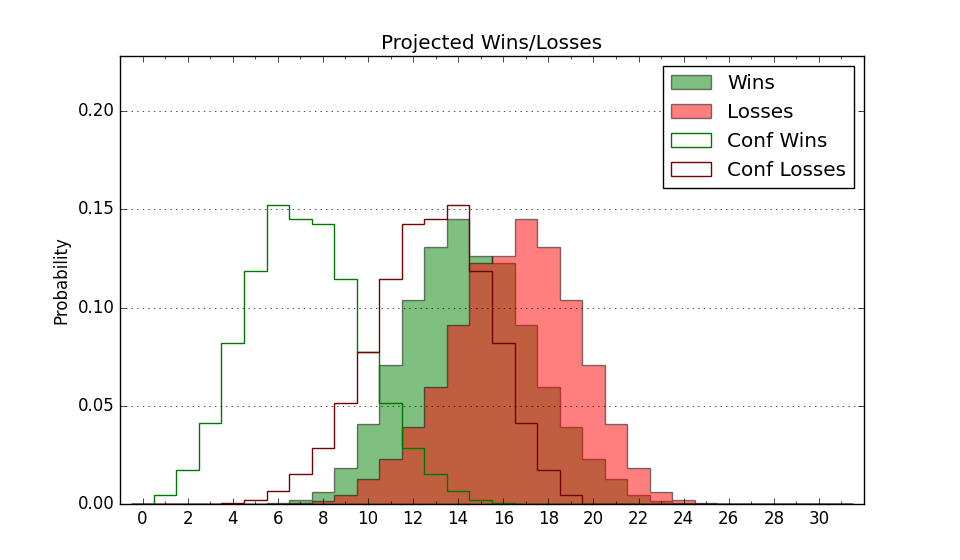 Projected Wins/Losses
Wins
Losses
Conf Wins
Conf Losses
Probability
0.20
0.15
0.10
0.05
0.00
0 2 4 6 8 10 12 14 16 18 20 22 24 26 28 30